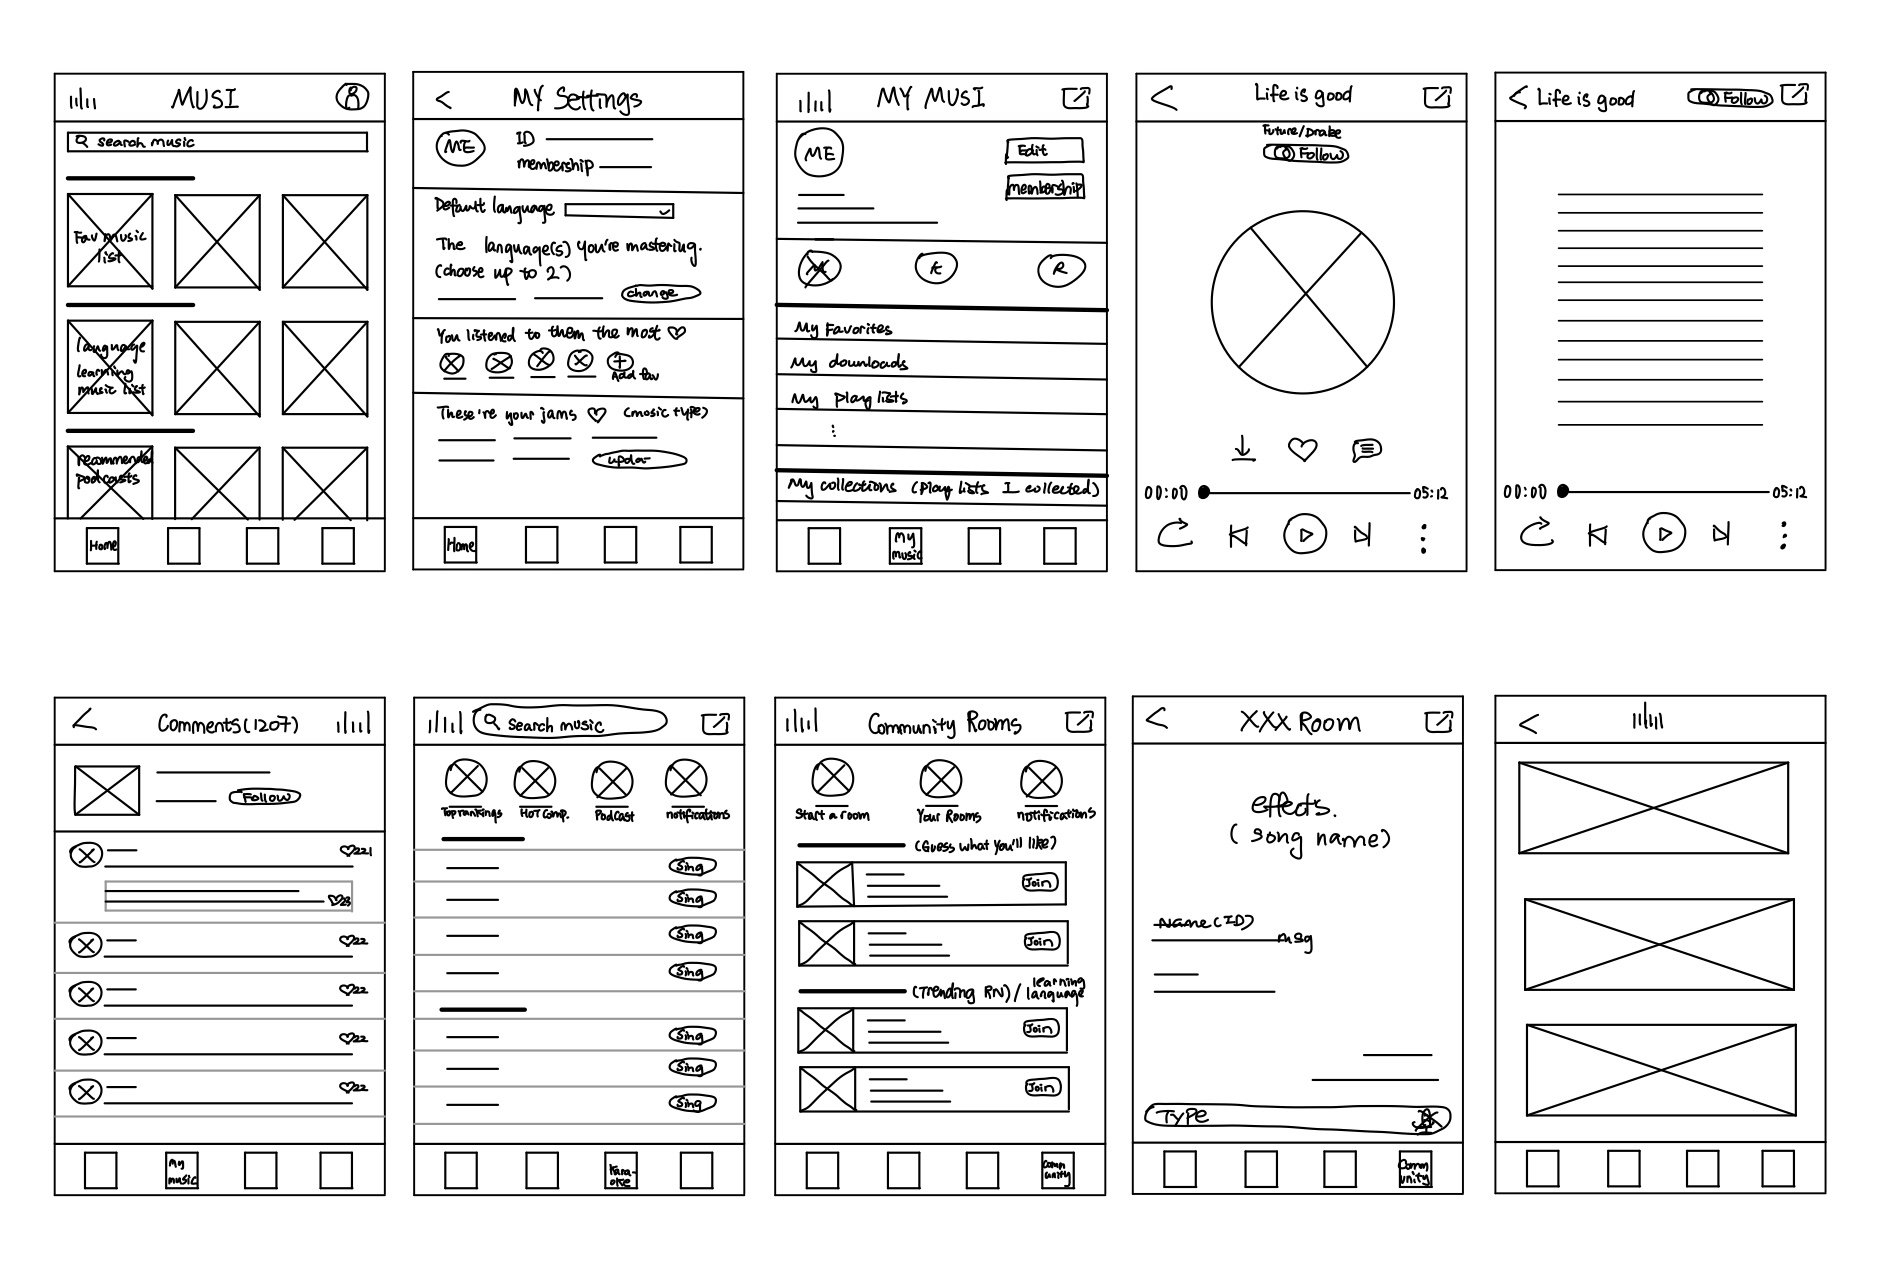 MUSI
search music
Fav music
list
language
learning
music list
recommended
podcasts
Home
MY Settings
ME
ID
membership
Default language
The language(s) you're mastering.
(choose up to 2)
change
You listened to them the most
Add fav
These're your jams
(mosic type)
Home
MY MUSI
ME
Edit
membership
M
K
R
My Favorites
My downloads
My play lists
⋮
My collections (play lists I collected)
My
music
Life is good
Future/Drake
Follow
00:00
05:12
Life is good
Follow
00:00
05:12
Comments(1207)
Follow
221
23
22
22
22
22
My
music
Search music
Top rankings
HOT Comp.
Podcast
notifications
Sing
Sing
Sing
Sing
Sing
Sing
Sing
Kara-
oke
Community Rooms
Start a room
Your Rooms
notifications
(Guess what you'll like)
Join
Join
(Trending RN)/ learning
language
Join
Join
Comm
unity
XXX Room
effects.
( song name)
Name(ID)
msg
TYPE
Comm
unity